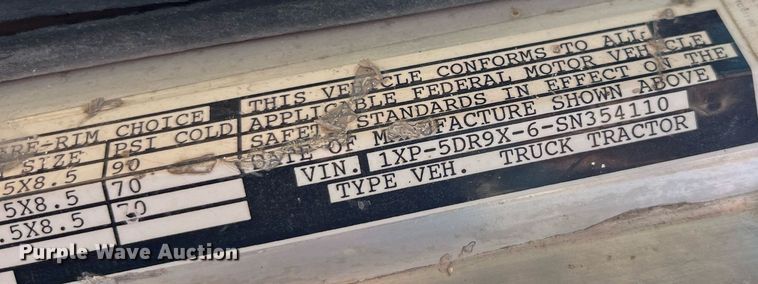 THIS VEHICLE CONFORMS TO ALL
APPLICABLE FEDERAL MOTOR VEHICLE
SAFETY STANDARDS IN EFFECT ON THE
DATE OF MANUFACTURE SHOWN ABOVE
VIN. 1XP-5DR9X-6-SN354110
TYPE VEH. TRUCK TRACTOR
RE-RIM CHOICE
SIZE PSI COLD
.5X8.5 90
.5X8.5 70
.5X8.5 70
Purple Wave Auction